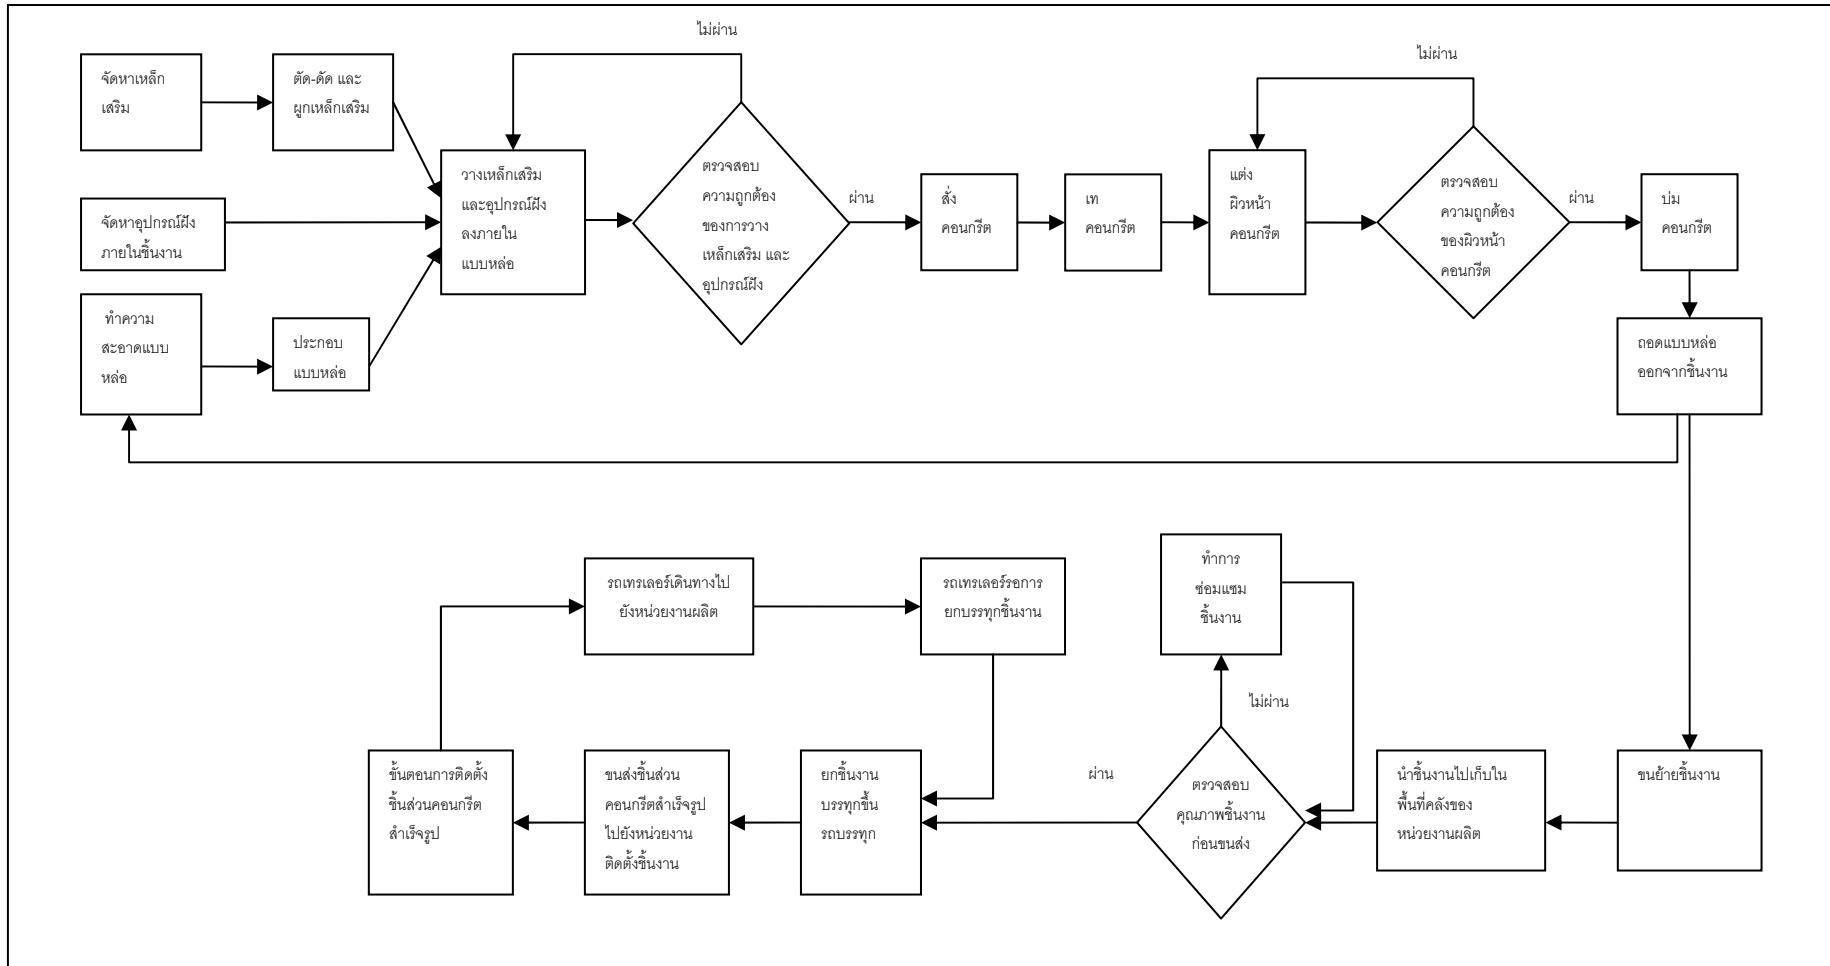 ไม่ผ่าน
จัดหาเหล็ก
เสริม
ตัด-ดัด และ
ผูกเหล็กเสริม
จัดหาอุปกรณ์ฝัง
ภายในชิ้นงาน
ทำความ
สะอาดแบบ
หล่อ
ประกอบ
แบบหล่อ
วางเหล็กเสริม
และอุปกรณ์ฝัง
ลงภายใน
แบบหล่อ
ตรวจสอบ
ความถูกต้อง
ของการวาง
เหล็กเสริม และ
อุปกรณ์ฝัง
ผ่าน
สั่ง
คอนกรีต
เท
คอนกรีต
แต่ง
ผิวหน้า
คอนกรีต
ไม่ผ่าน
ตรวจสอบ
ความถูกต้อง
ของผิวหน้า
คอนกรีต
ผ่าน
บ่ม
คอนกรีต
ถอดแบบหล่อ
ออกจากชิ้นงาน
รถเทรเลอร์เดินทางไป
ยังหน่วยงานผลิต
รถเทรเลอร์รอการ
ยกบรรทุกชิ้นงาน
ทำการ
ซ่อมแซม
ชิ้นงาน
ไม่ผ่าน
ขั้นตอนการติดตั้ง
ชิ้นส่วนคอนกรีต
สำเร็จรูป
ขนส่งชิ้นส่วน
คอนกรีตสำเร็จรูป
ไปยังหน่วยงาน
ติดตั้งชิ้นงาน
ยกชิ้นงาน
บรรทุกขึ้น
รถบรรทุก
ผ่าน
ตรวจสอบ
คุณภาพชิ้นงาน
ก่อนขนส่ง
นำชิ้นงานไปเก็บใน
พื้นที่คลังของ
หน่วยงานผลิต
ขนย้ายชิ้นงาน